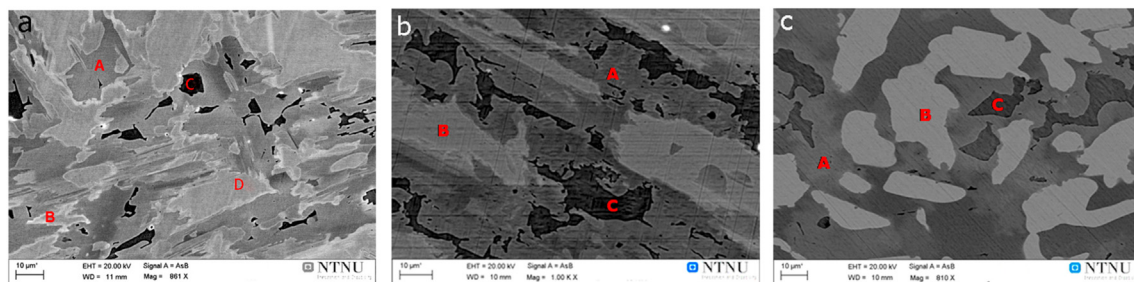 a
A
C
D
B
10 µm*
EHT = 20.00 kV
Signal A = AsB
WD = 11 mm
Mag = 861 X
NTNU
b
A
B
C
10 µm*
EHT = 20.00 kV
Signal A = AsB
WD = 10 mm
Mag = 1.00 K X
NTNU
c
B
C
A
10 µm*
EHT = 20.00 kV
Signal A = AsB
WD = 10 mm
Mag = 810 X
NTNU